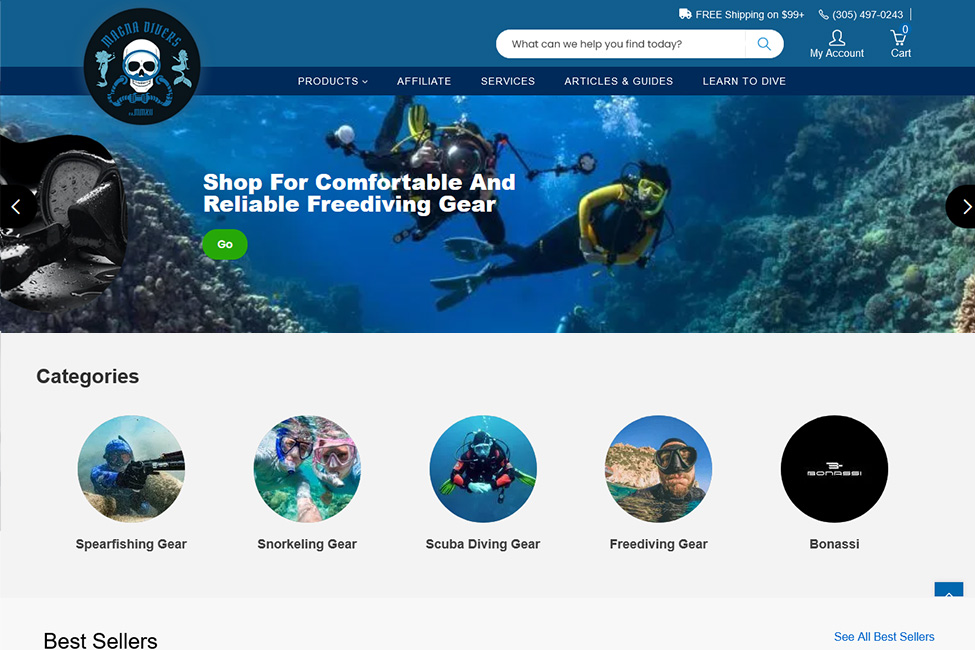 FREE Shipping on $99+
(305) 497-0243
MAGNA DIVERS
What can we help you find today?
My Account
0
Cart
PRODUCTS
AFFILIATE
SERVICES
ARTICLES & GUIDES
LEARN TO DIVE
Shop For Comfortable And
Reliable Freediving Gear
Go
Categories
BONASSI
Spearfishing Gear
Snorkeling Gear
Scuba Diving Gear
Freediving Gear
Bonassi
Best Sellers
See All Best Sellers